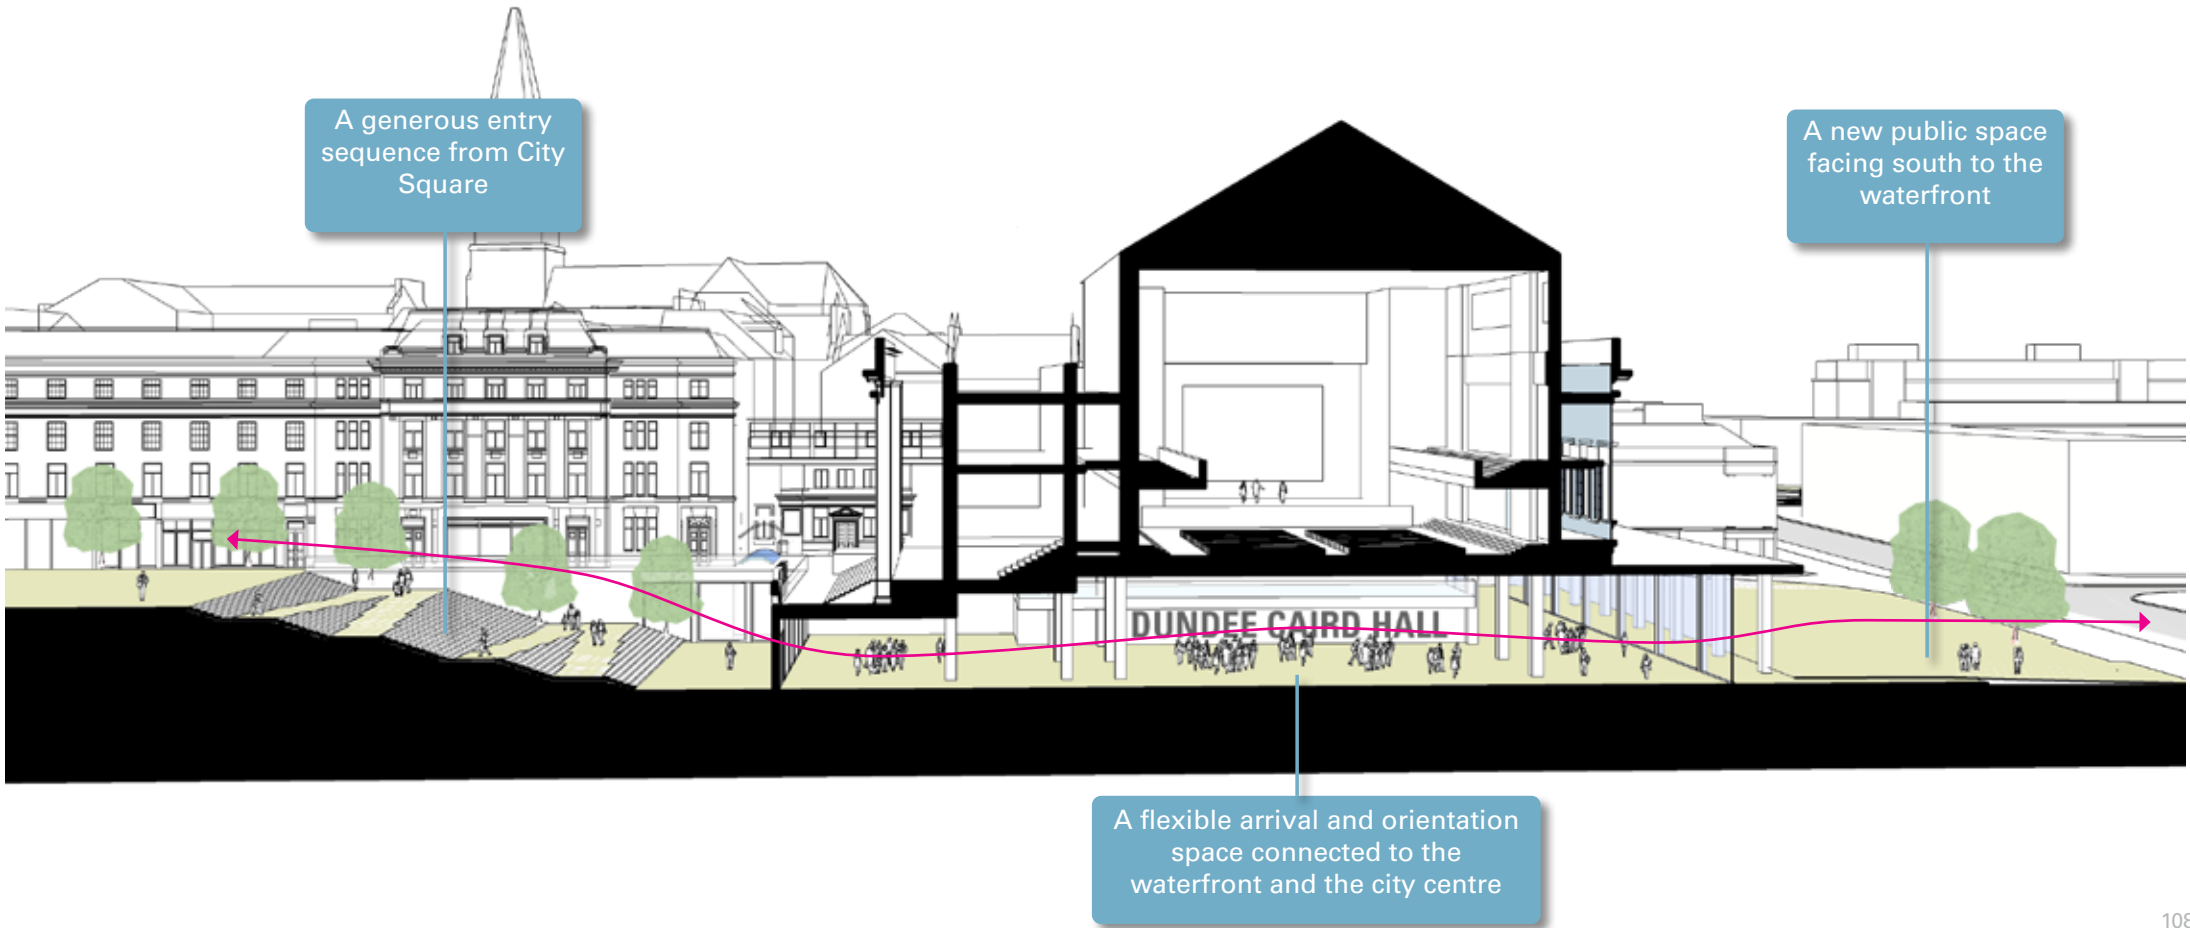 A generous entry
sequence from City
Square
A new public space
facing south to the
waterfront
DUNDEE CAIRD HALL
A flexible arrival and orientation
space connected to the
waterfront and the city centre
108